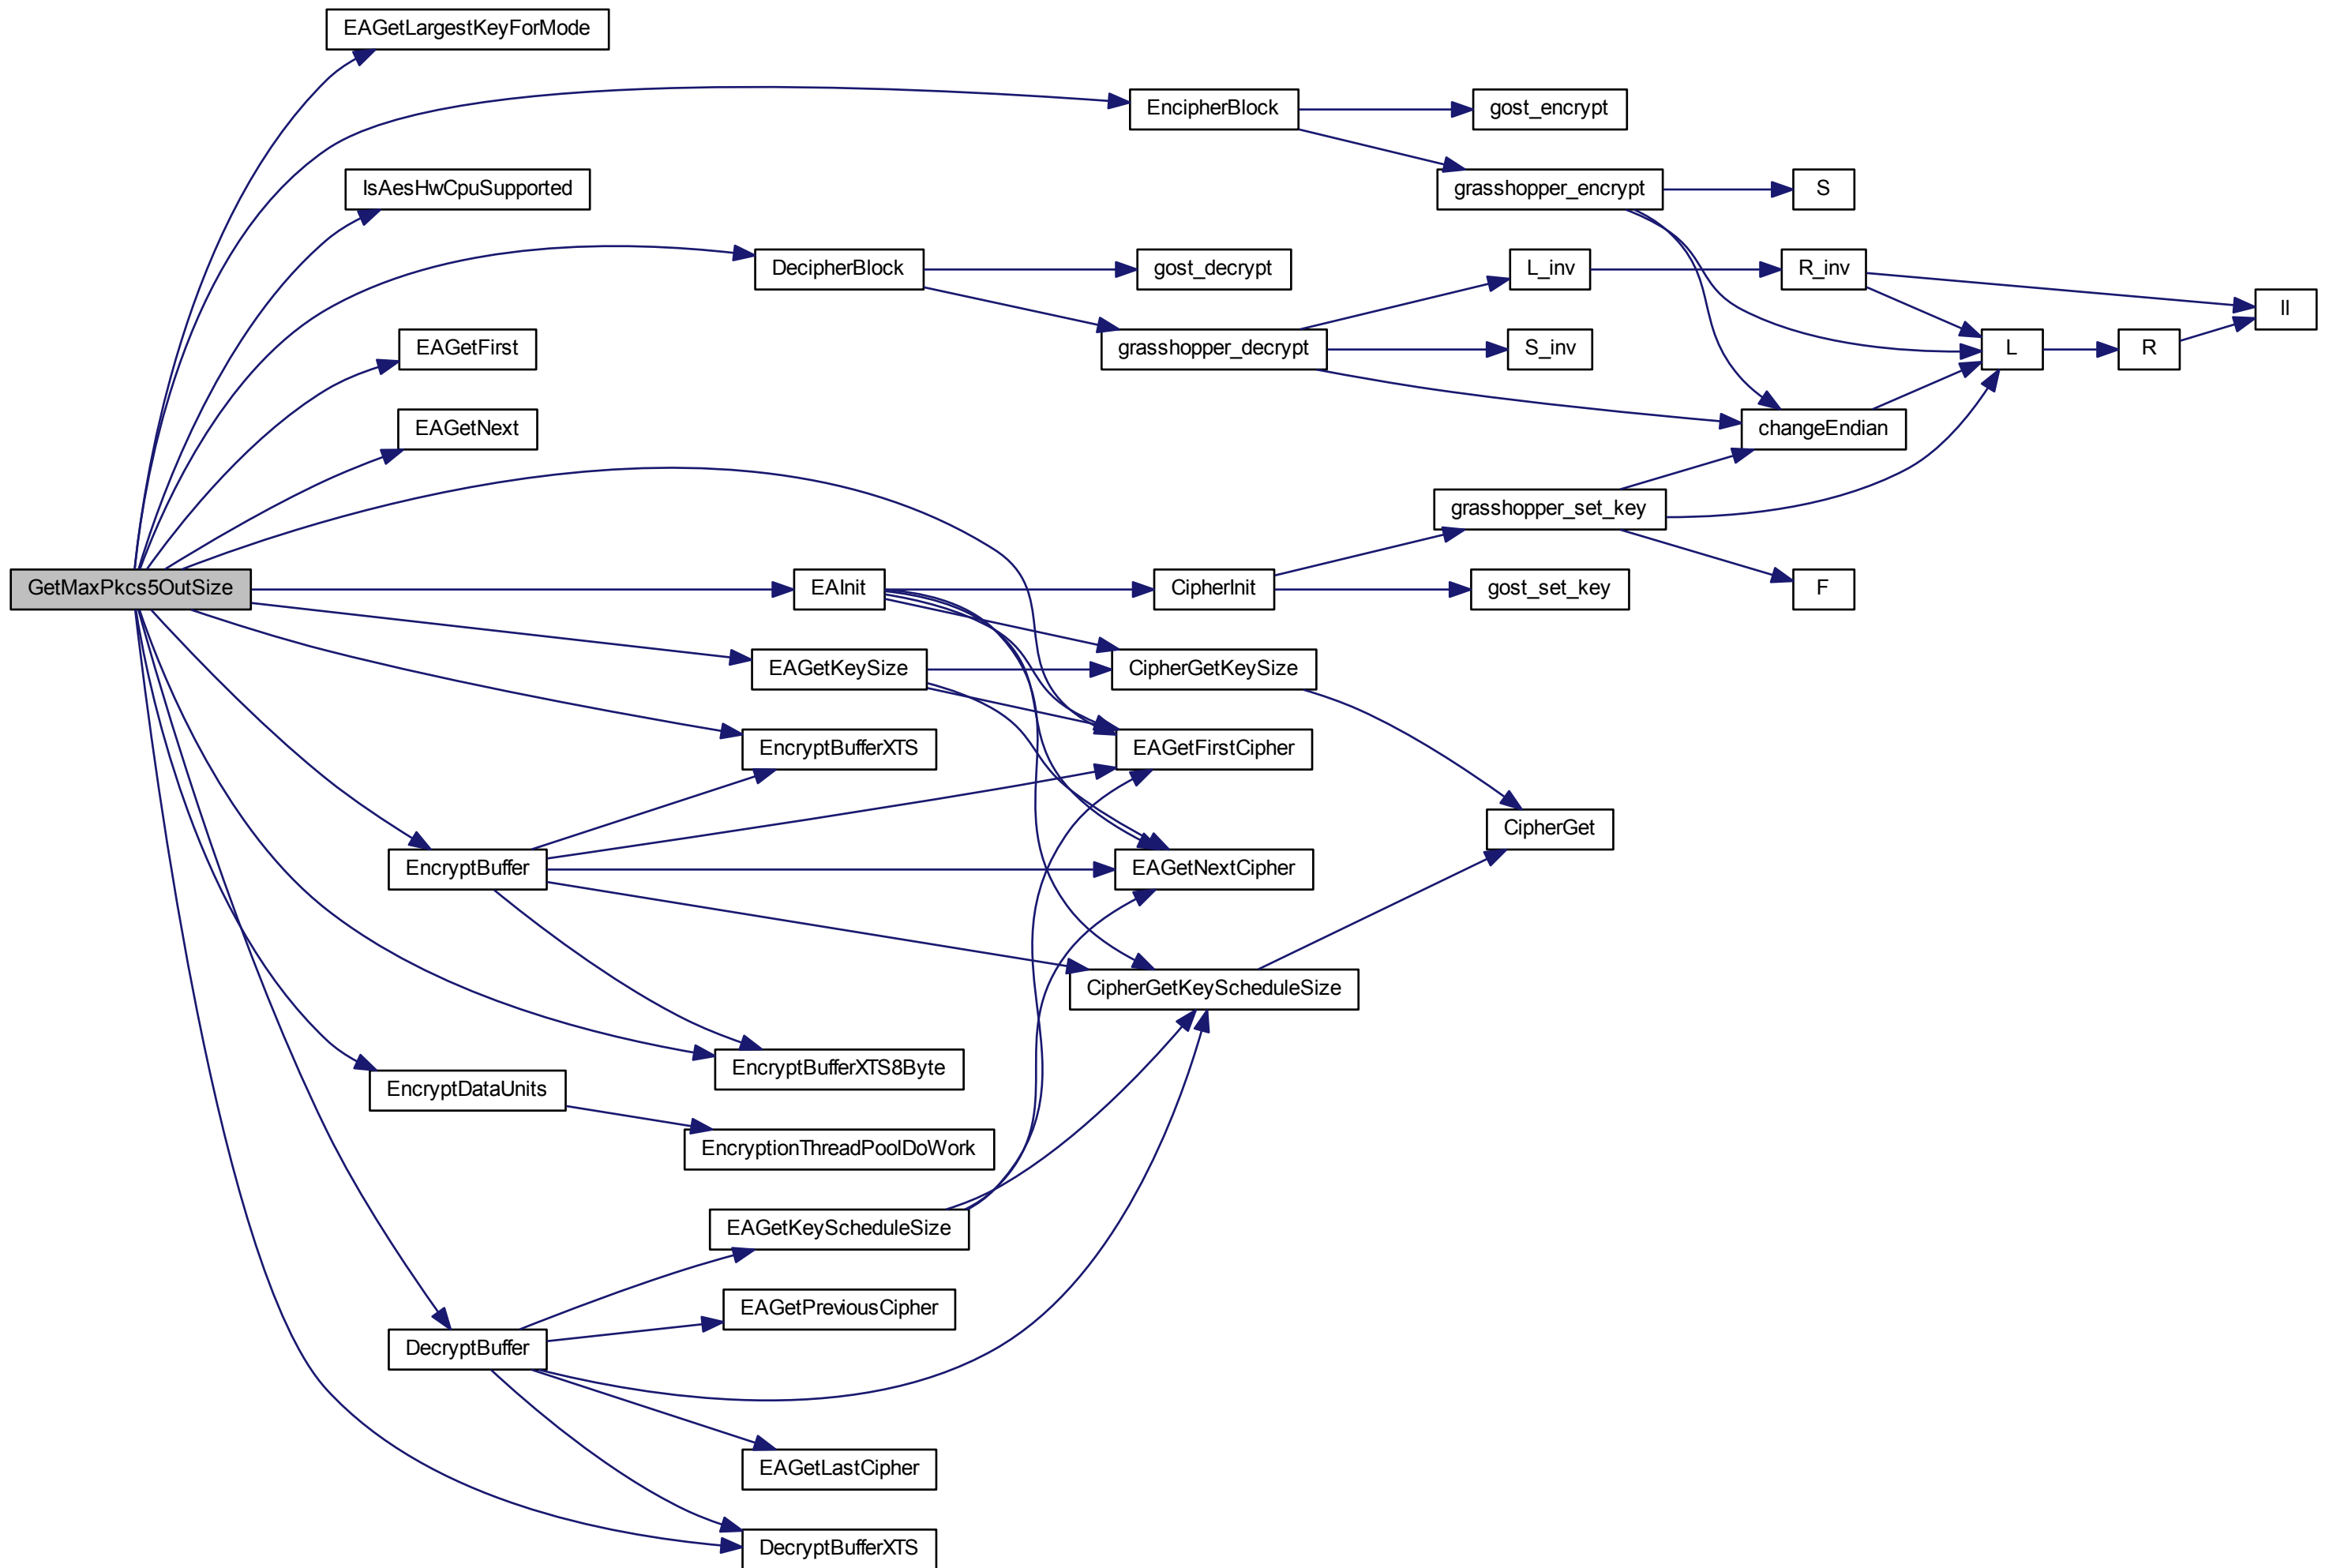 EAGetLargestKeyForMode
EncipherBlock
gost_encrypt
IsAesHwCpuSupported
grasshopper_encrypt
S
DecipherBlock
gost_decrypt
L_inv
R_inv
ll
EAGetFirst
grasshopper_decrypt
S_inv
L
R
EAGetNext
changeEndian
grasshopper_set_key
GetMaxPkcs5OutSize
EAInit
CipherInit
gost_set_key
F
EAGetKeySize
CipherGetKeySize
EncryptBufferXTS
EAGetFirstCipher
CipherGet
EncryptBuffer
EAGetNextCipher
CipherGetKeyScheduleSize
EncryptBufferXTS8Byte
EncryptDataUnits
EncryptionThreadPoolDoWork
EAGetKeyScheduleSize
EAGetPreviousCipher
DecryptBuffer
EAGetLastCipher
DecryptBufferXTS